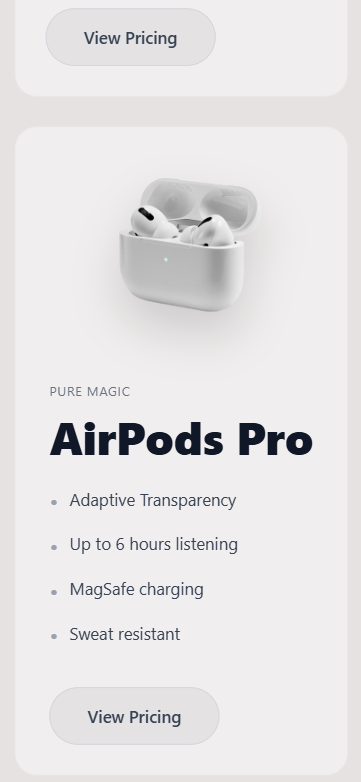 View Pricing
PURE MAGIC
AirPods Pro
Adaptive Transparency
Up to 6 hours listening
MagSafe charging
Sweat resistant
View Pricing